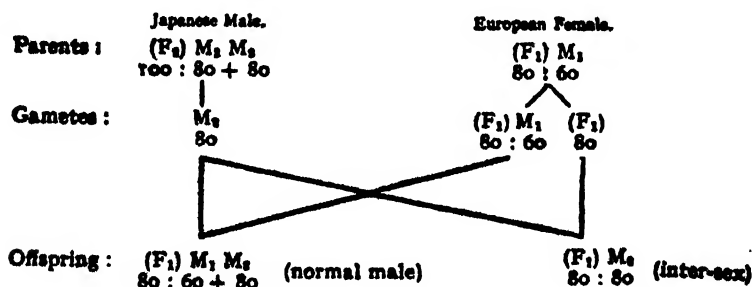 Japanese Male. European Female.
Parents : (F₂) M₂ M₂ (F₁) M₁
100 : 80 + 80 80 : 60
Gametes : M₂ (F₁) M₁ (F₁)
80 80 : 60 80
Offspring : (F₁) M₁ M₂ (normal male) (F₁) M₂ (inter-sex)
80 : 60 + 80 80 : 80